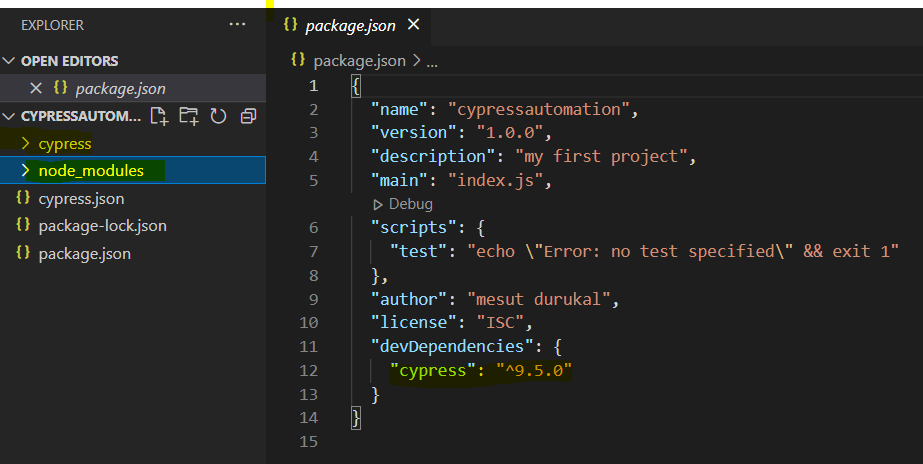 EXPLORER
···
OPEN EDITORS
{} package.json
CYPRESSAUTOM...
cypress
node_modules
{} cypress.json
{} package-lock.json
{} package.json
{} package.json
{} package.json > ...
1 {
2 "name": "cypressautomation",
3 "version": "1.0.0",
4 "description": "my first project",
5 "main": "index.js",
Debug
6 "scripts": {
7 "test": "echo \"Error: no test specified\" && exit 1"
8 },
9 "author": "mesut durukal",
10 "license": "ISC",
11 "devDependencies": {
12 "cypress": "^9.5.0"
13 }
14 }
15